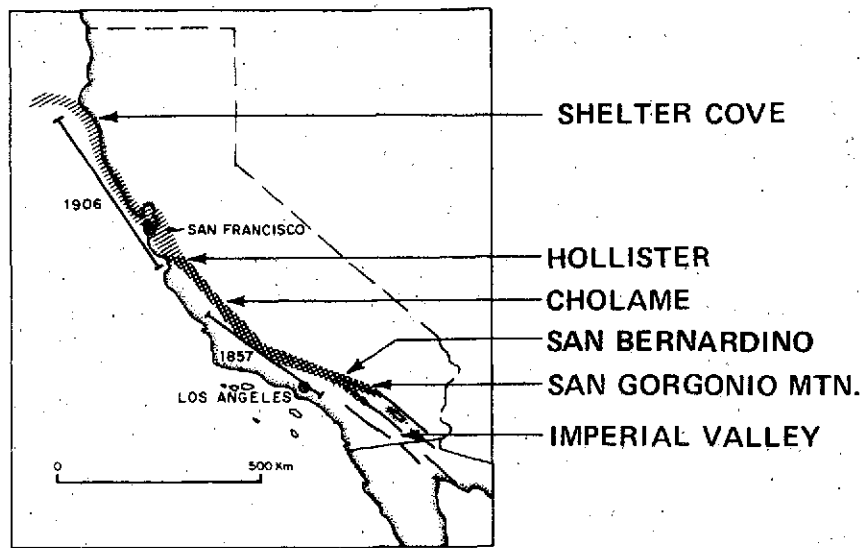 SHELTER COVE
1906
SAN FRANCISCO
HOLLISTER
CHOLAME
SAN BERNARDINO
1857
SAN GORGONIO MTN.
LOS ANGELES
IMPERIAL VALLEY
0 500 Km